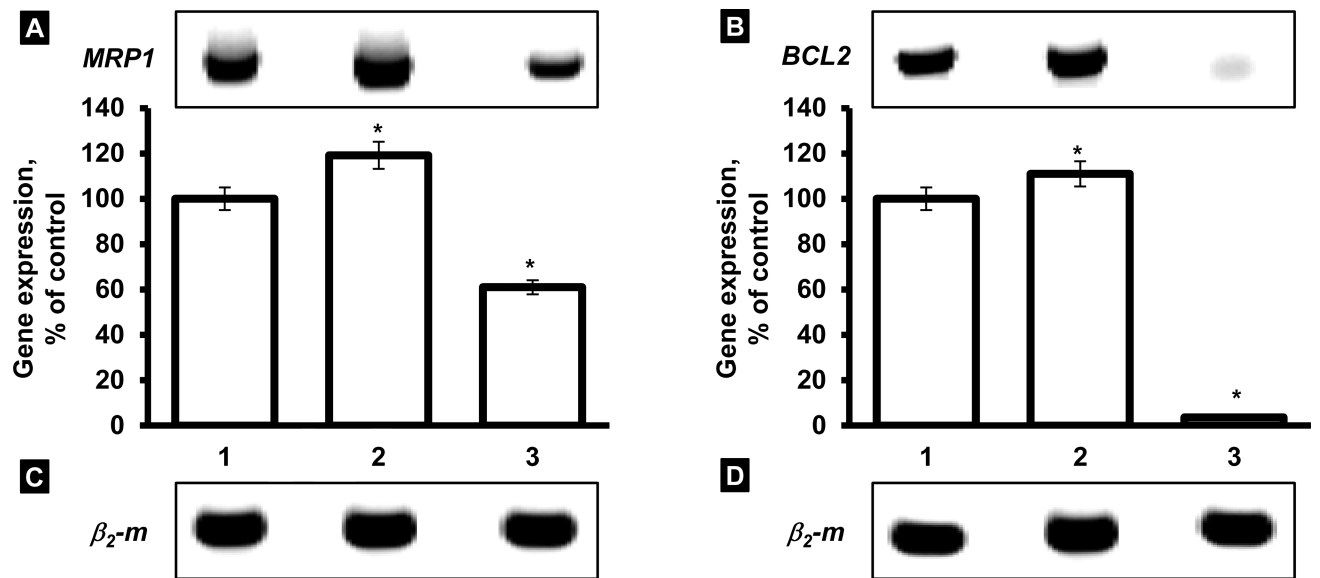 A
MRP1
140
120
100
80
60
40
20
0
Gene expression,
% of control
*
*
1 2 3
C
β2-m
B
BCL2
140
120
100
80
60
40
20
0
Gene expression,
% of control
*
*
1 2 3
D
β2-m